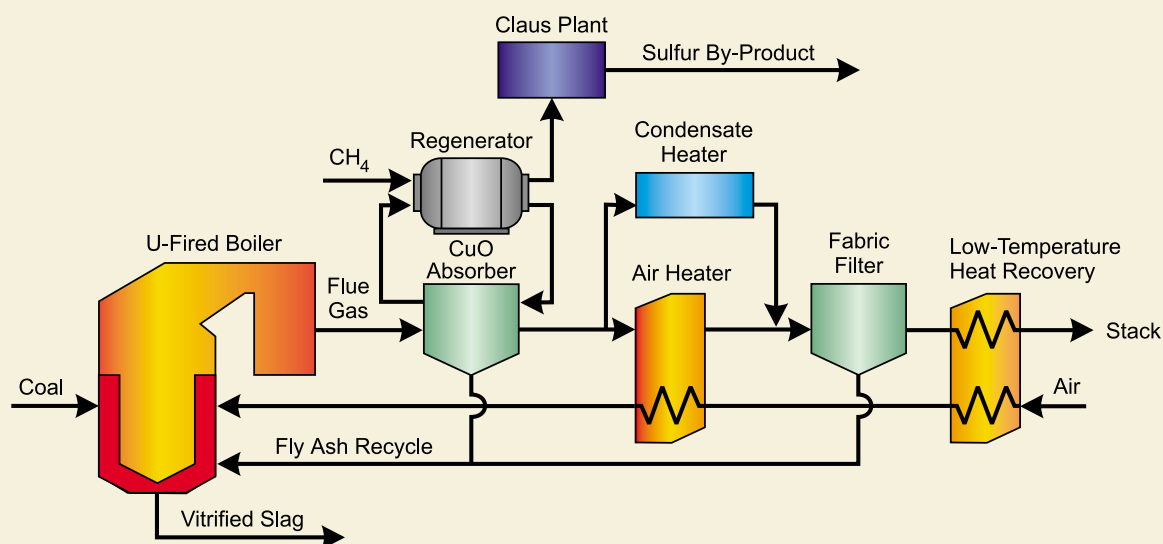 Claus Plant
Sulfur By-Product
Regenerator
CH4
Condensate
Heater
U-Fired Boiler
CuO
Absorber
Flue
Gas
Air Heater
Fabric
Filter
Low-Temperature
Heat Recovery
Stack
Coal
Air
Fly Ash Recycle
Vitrified Slag